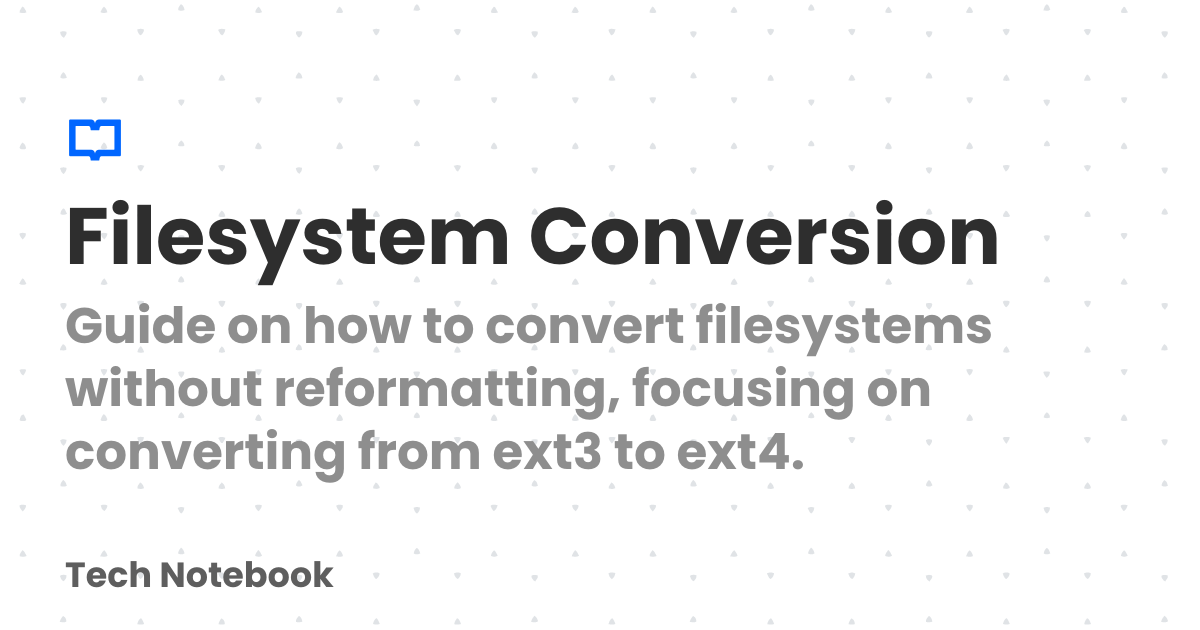 Filesystem Conversion
Guide on how to convert filesystems
without reformatting, focusing on
converting from ext3 to ext4.
Tech Notebook